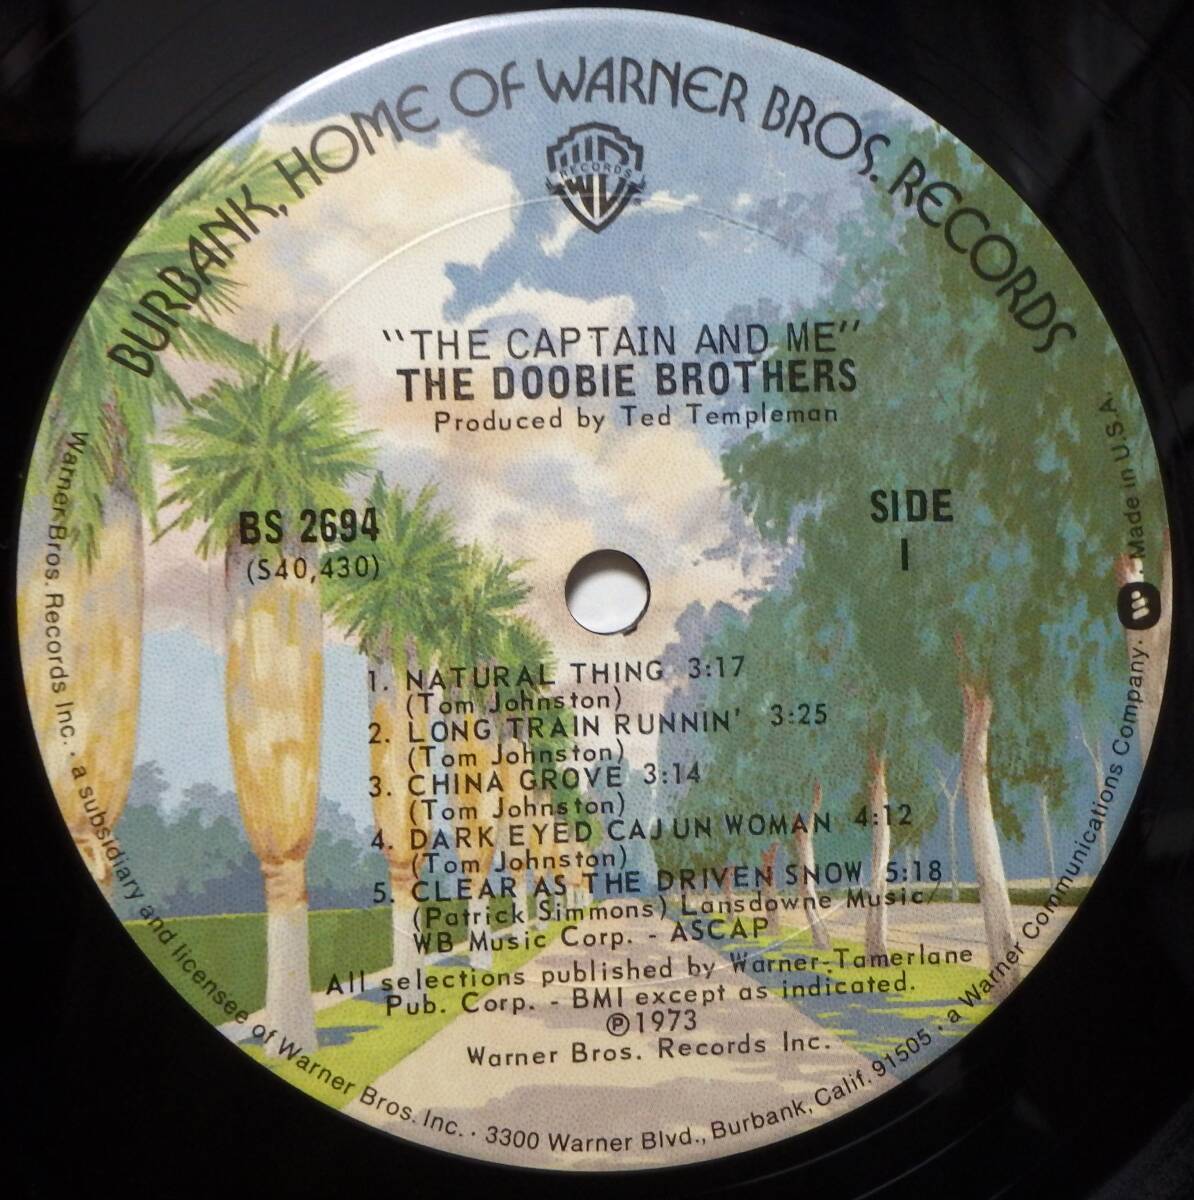 BURBANK, HOME OF WARNER BROS. RECORDS
RECORDS
"THE CAPTAIN AND ME"
THE DOOBIE BROTHERS
Produced by Ted Templeman
BS 2694
(S40,430)
SIDE
1
1. NATURAL THING 3:17
(Tom Johnston)
2. LONG TRAIN RUNNIN' 3:25
(Tom Johnston)
3. CHINA GROVE 3:14
(Tom Johnston)
4. DARK EYED CAJUN WOMAN 4:12
(Tom Johnston)
5. CLEAR AS THE DRIVEN SNOW 5:18
(Patrick Simmons) Lansdowne Music/
WB Music Corp. - ASCAP
All selections published by Warner-Tamerlane
Pub. Corp. - BMI except as indicated.
℗1973
Warner Bros. Records Inc.
Warner Bros. Records Inc. · a subsidiary and licensee of Warner Bros. Inc. · 3300 Warner Blvd., Burbank, Calif. 91505 · a Warner Communications Company. · Made in U.S.A.